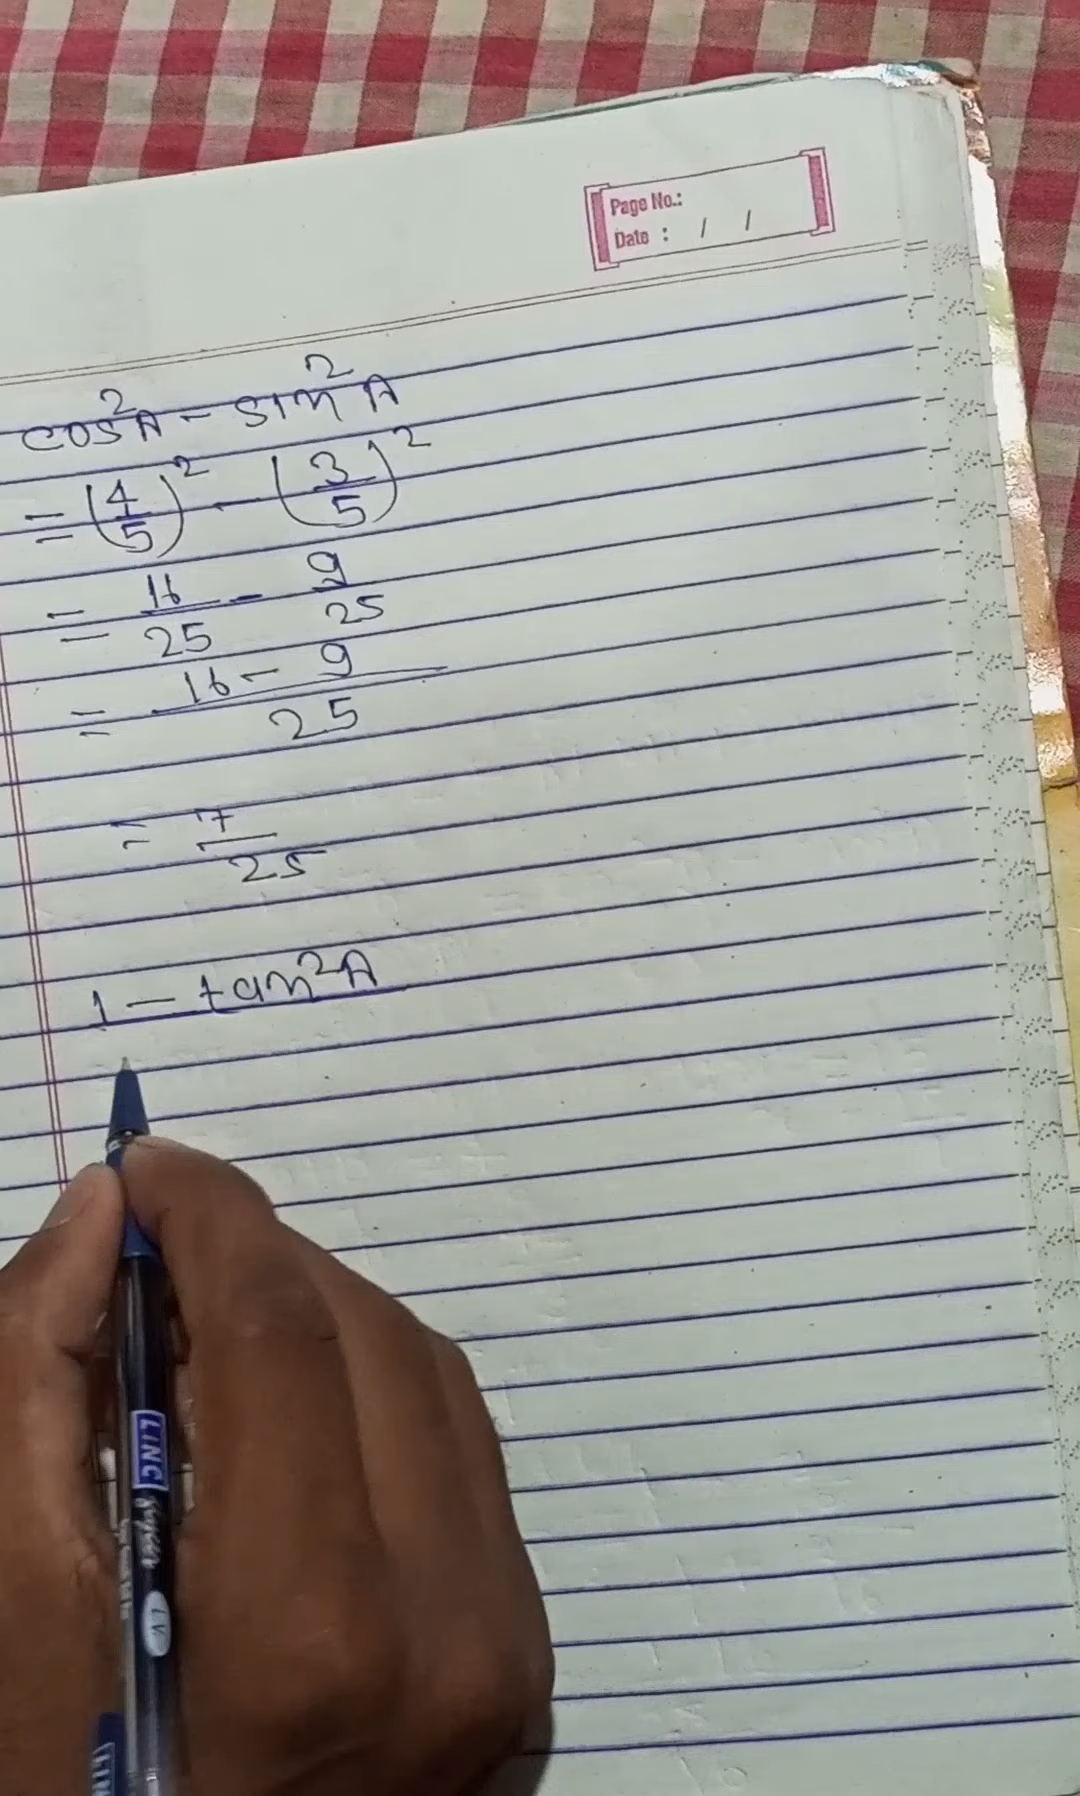 Page No.:
Date : / /
cos²A - sin²A
= (4/5)² - (3/5)²
= 16/25 - 9/25
= 16 - 9/25
= 7/25
1 - tan²A
LINC